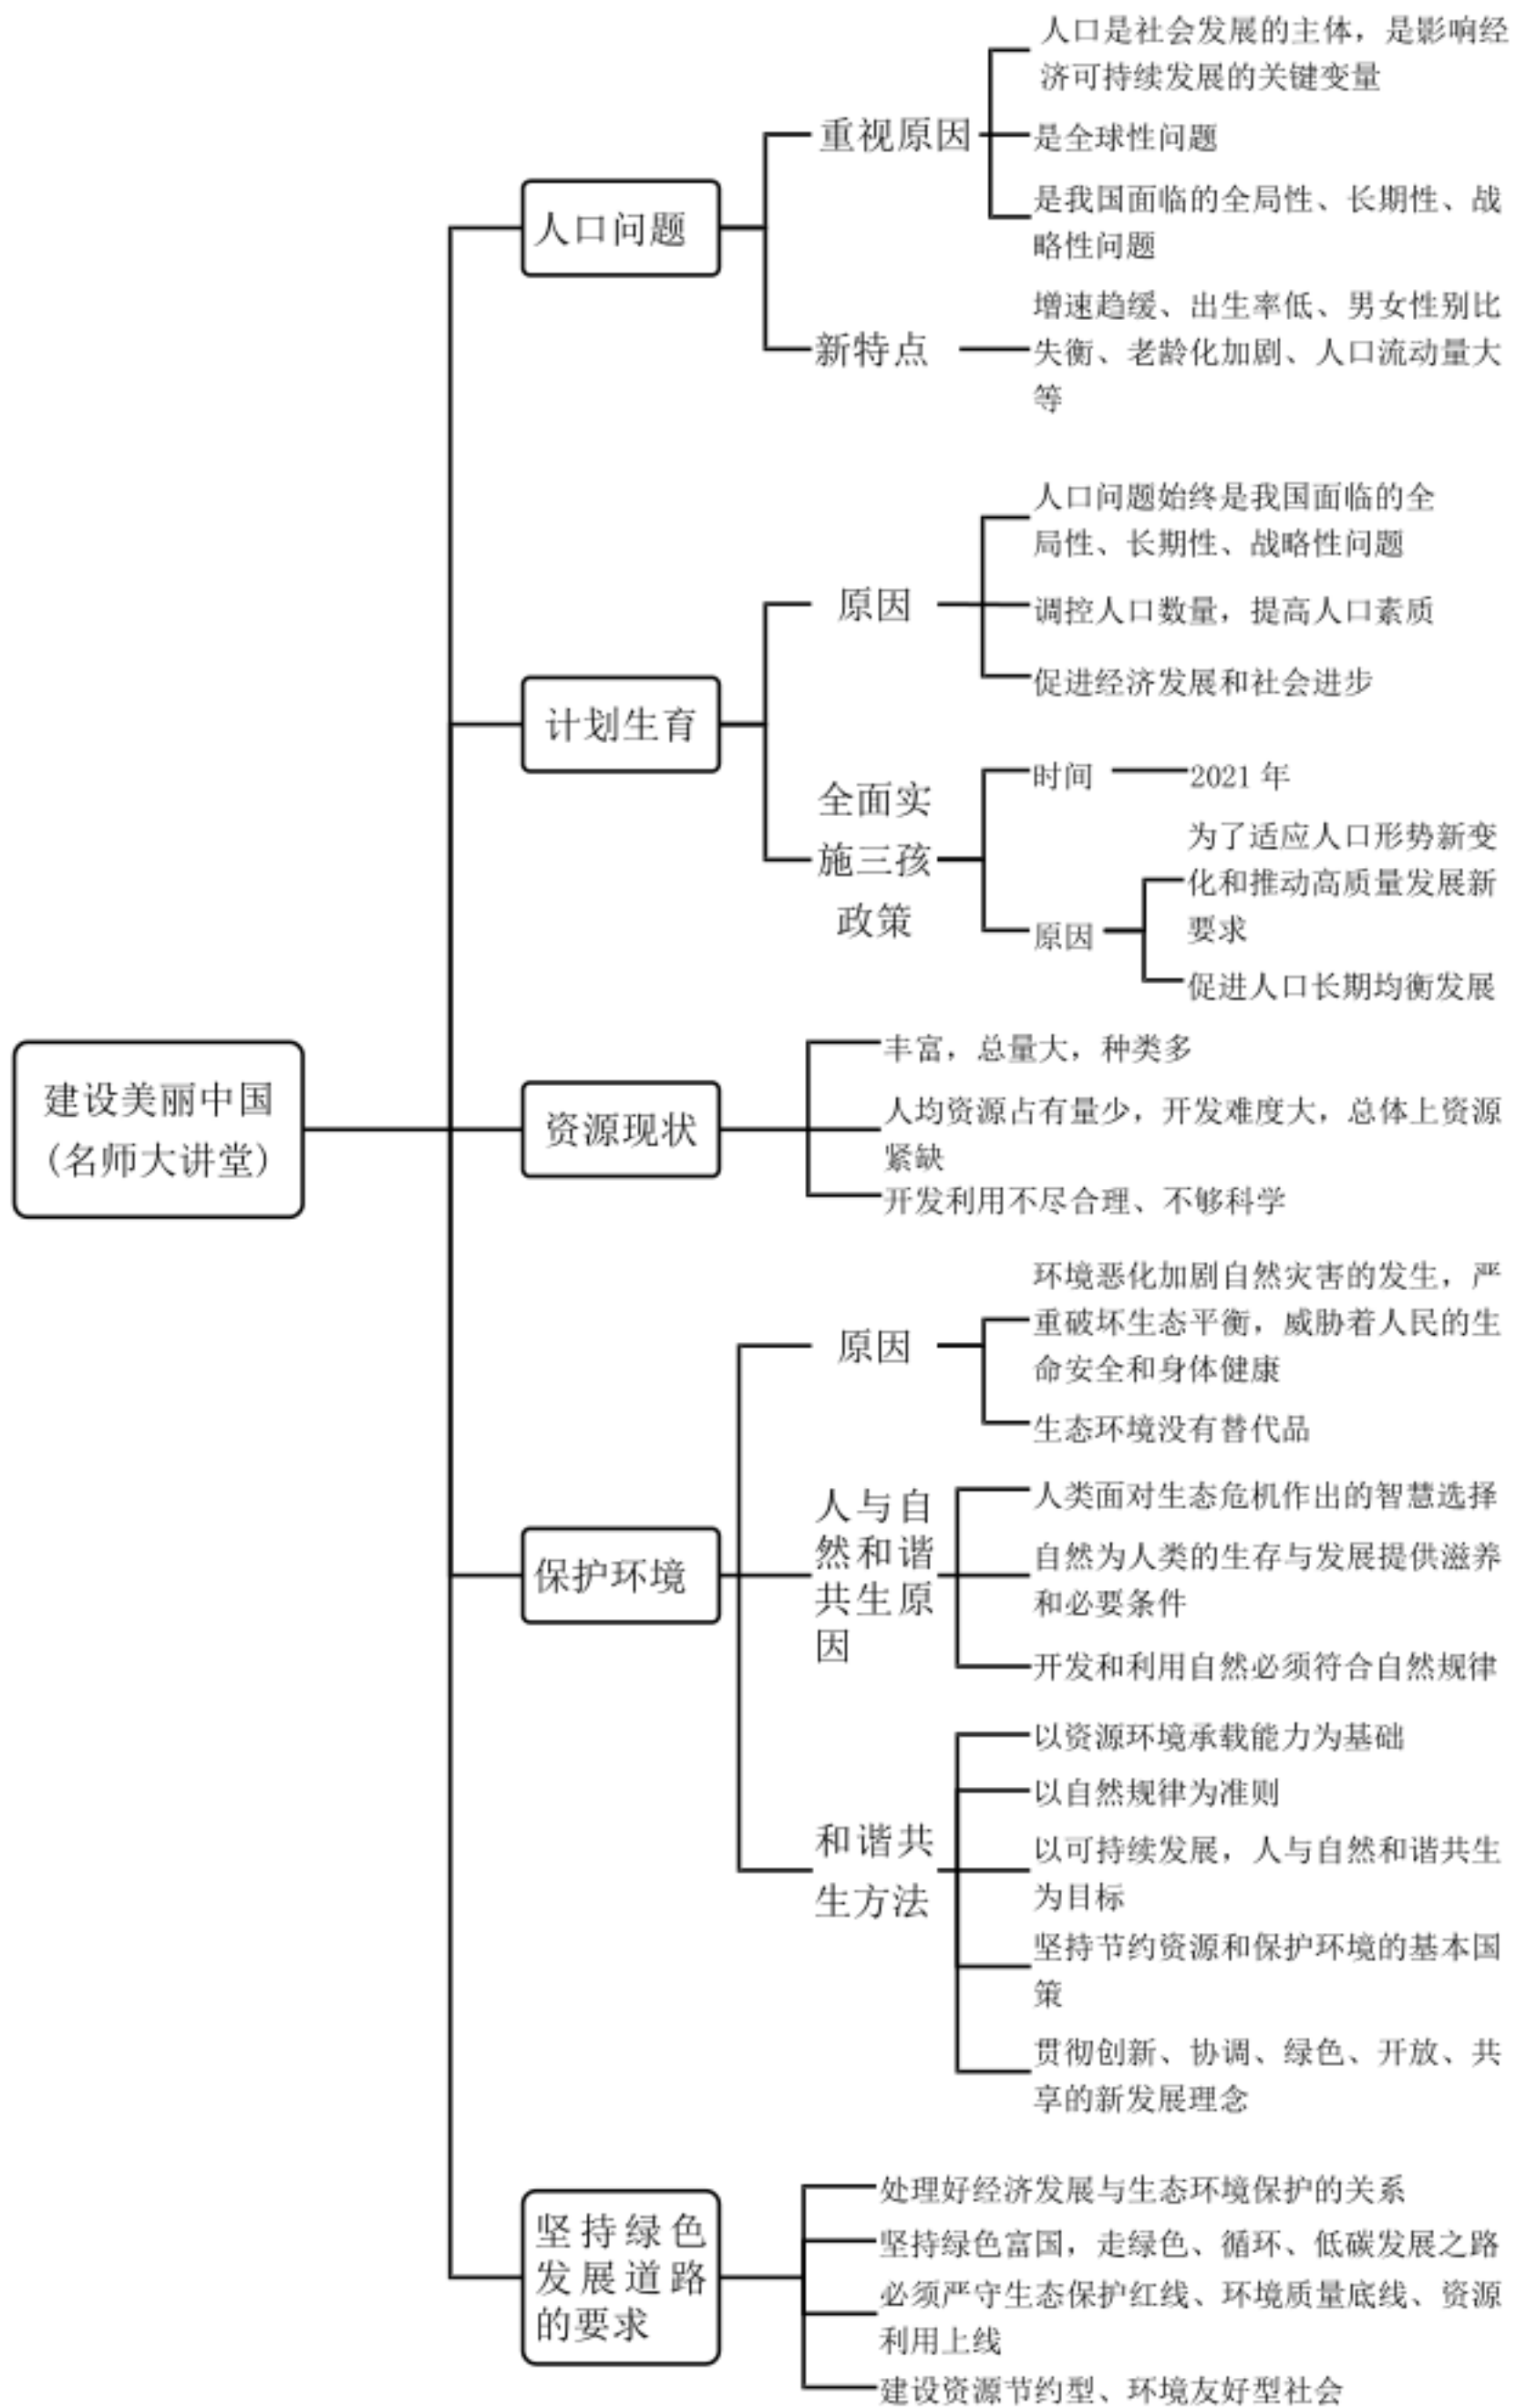 建设美丽中国
(名师大讲堂)
人口问题
重视原因
人口是社会发展的主体，是影响经
济可持续发展的关键变量
是全球性问题
是我国面临的全局性、长期性、战
略性问题
新特点
增速趋缓、出生率低、男女性别比
失衡、老龄化加剧、人口流动量大
等
计划生育
原因
人口问题始终是我国面临的全
局性、长期性、战略性问题
调控人口数量，提高人口素质
促进经济发展和社会进步
全面实
施三孩
政策
时间
2021 年
原因
为了适应人口形势新变
化和推动高质量发展新
要求
促进人口长期均衡发展
资源现状
丰富，总量大，种类多
人均资源占有量少，开发难度大，总体上资源
紧缺
开发利用不尽合理、不够科学
保护环境
原因
环境恶化加剧自然灾害的发生，严
重破坏生态平衡，威胁着人民的生
命安全和身体健康
生态环境没有替代品
人与自
然和谐
共生原
因
人类面对生态危机作出的智慧选择
自然为人类的生存与发展提供滋养
和必要条件
开发和利用自然必须符合自然规律
和谐共
生方法
以资源环境承载能力为基础
以自然规律为准则
以可持续发展，人与自然和谐共生
为目标
坚持节约资源和保护环境的基本国
策
贯彻创新、协调、绿色、开放、共
享的新发展理念
坚持绿色
发展道路
的要求
处理好经济发展与生态环境保护的关系
坚持绿色富国，走绿色、循环、低碳发展之路
必须严守生态保护红线、环境质量底线、资源
利用上线
建设资源节约型、环境友好型社会